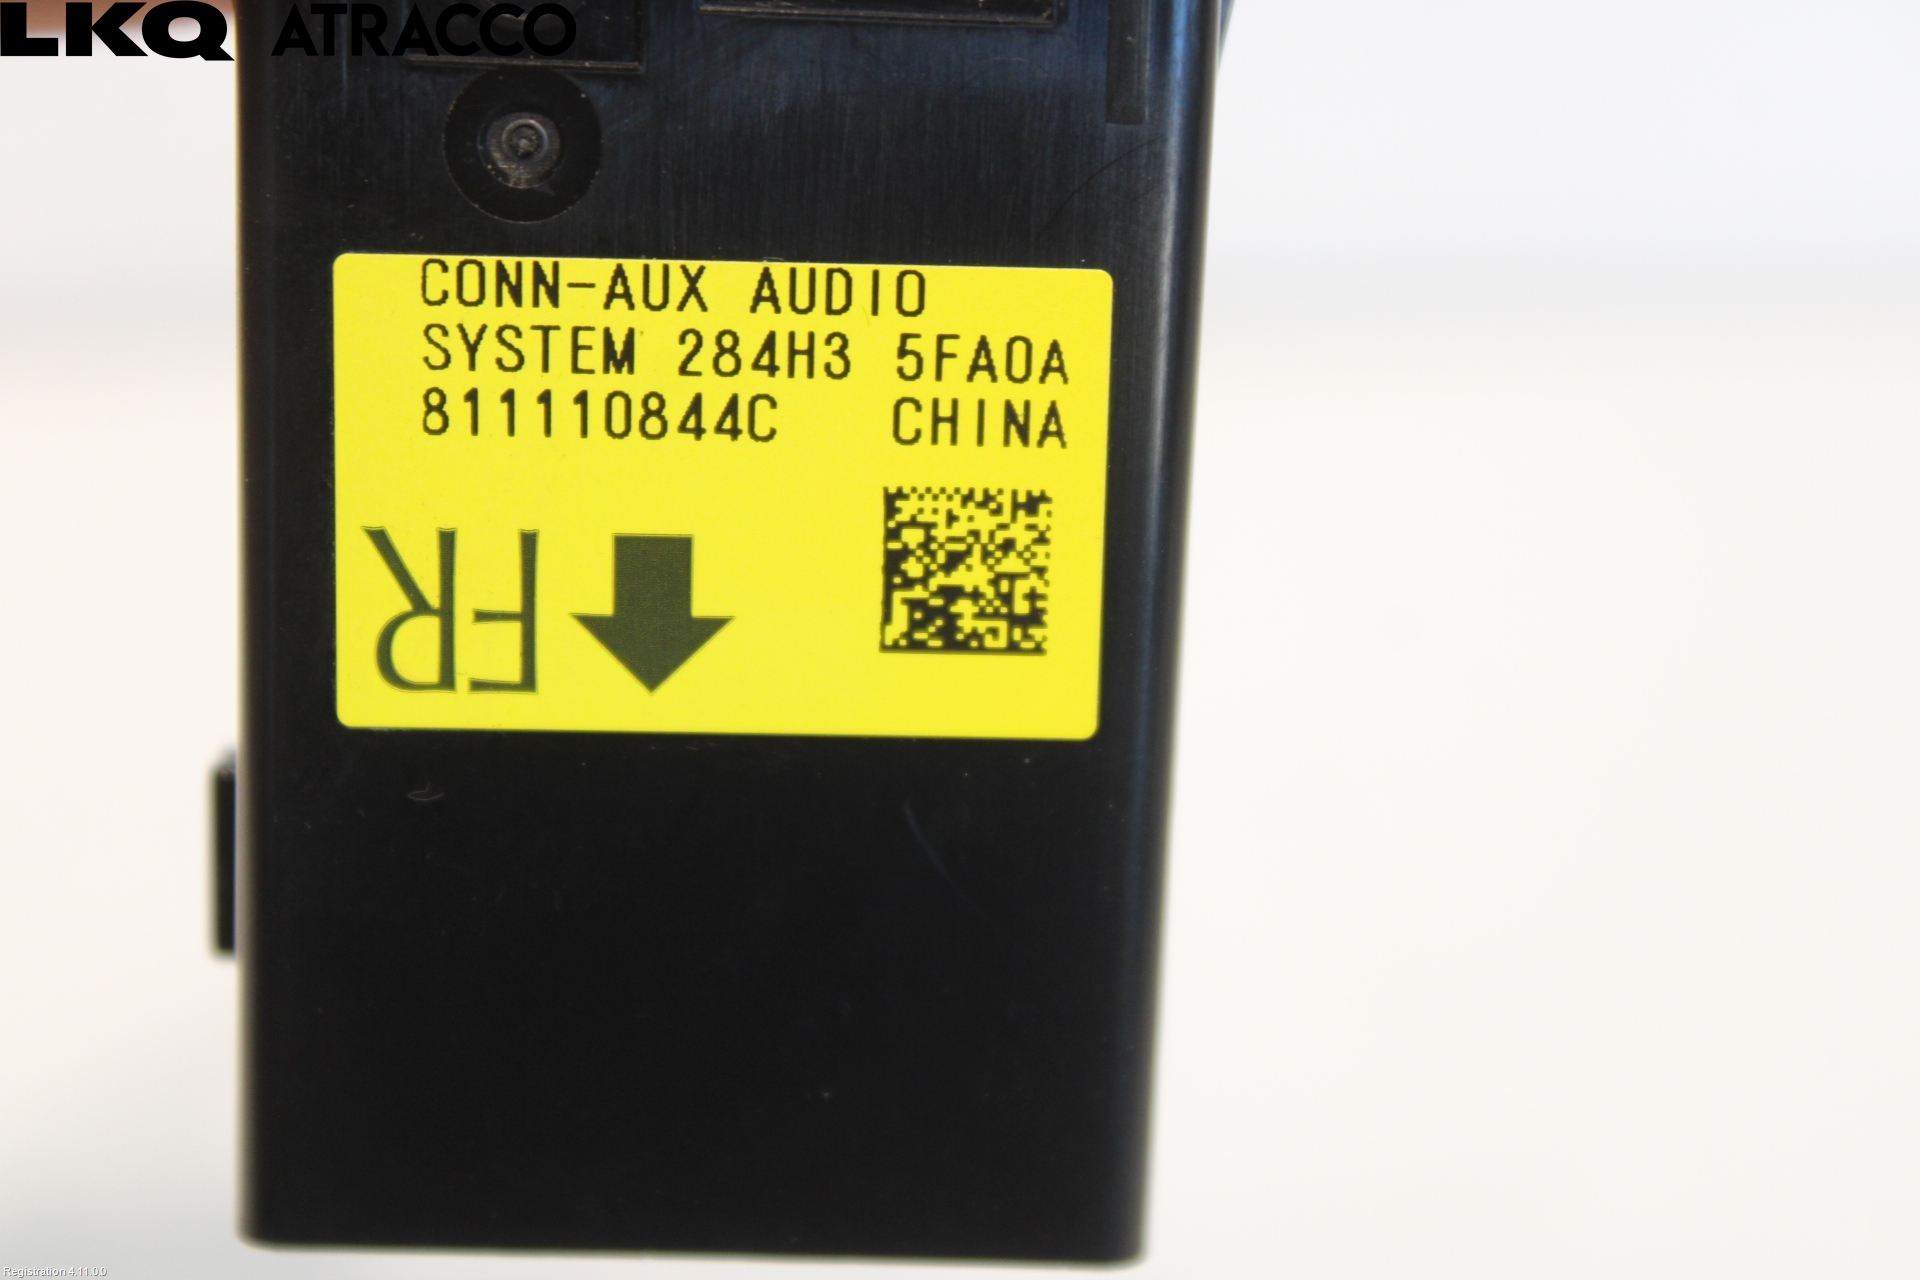 LKQ ATRACCO
CONN-AUX AUDIO
SYSTEM 284H3 5FA0A
811110844C CHINA
FR
Registration 4.11.0.0